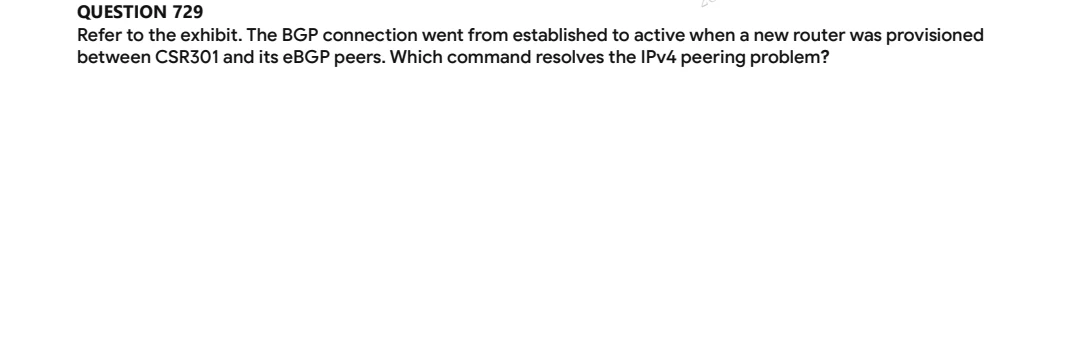 QUESTION 729
Refer to the exhibit. The BGP connection went from established to active when a new router was provisioned
between CSR301 and its eBGP peers. Which command resolves the IPv4 peering problem?